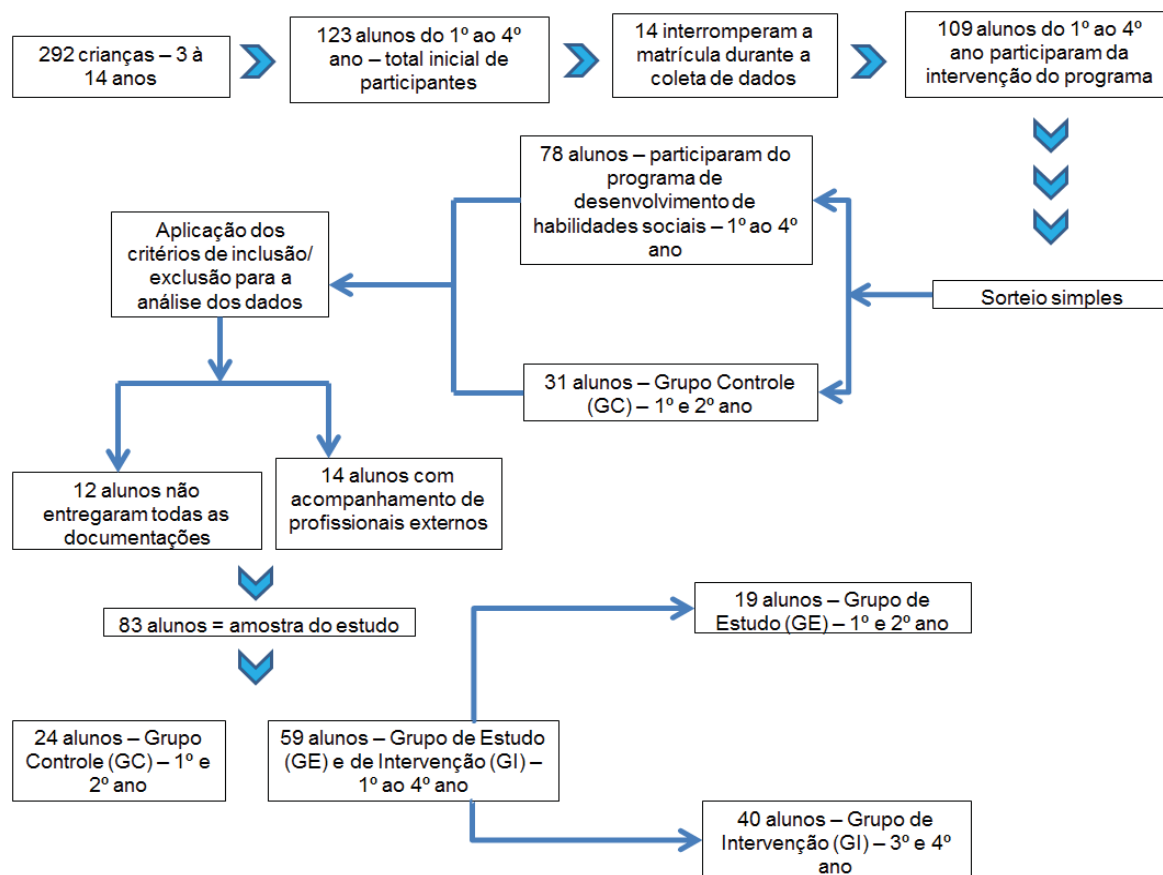 292 crianças – 3 à
14 anos
123 alunos do 1º ao 4º
ano – total inicial de
participantes
14 interromperam a
matrícula durante a
coleta de dados
109 alunos do 1º ao 4º
ano participaram da
intervenção do programa
78 alunos – participaram do
programa de
desenvolvimento de
habilidades sociais – 1º ao 4º
ano
Aplicação dos
critérios de inclusão/
exclusão para a
análise dos dados
Sorteio simples
31 alunos – Grupo Controle
(GC) – 1º e 2º ano
12 alunos não
entregaram todas as
documentações
14 alunos com
acompanhamento de
profissionais externos
83 alunos = amostra do estudo
19 alunos – Grupo de
Estudo (GE) – 1º e 2º ano
24 alunos – Grupo
Controle (GC) – 1º e
2º ano
59 alunos – Grupo de Estudo
(GE) e de Intervenção (GI) –
1º ao 4º ano
40 alunos – Grupo de
Intervenção (GI) – 3º e 4º
ano